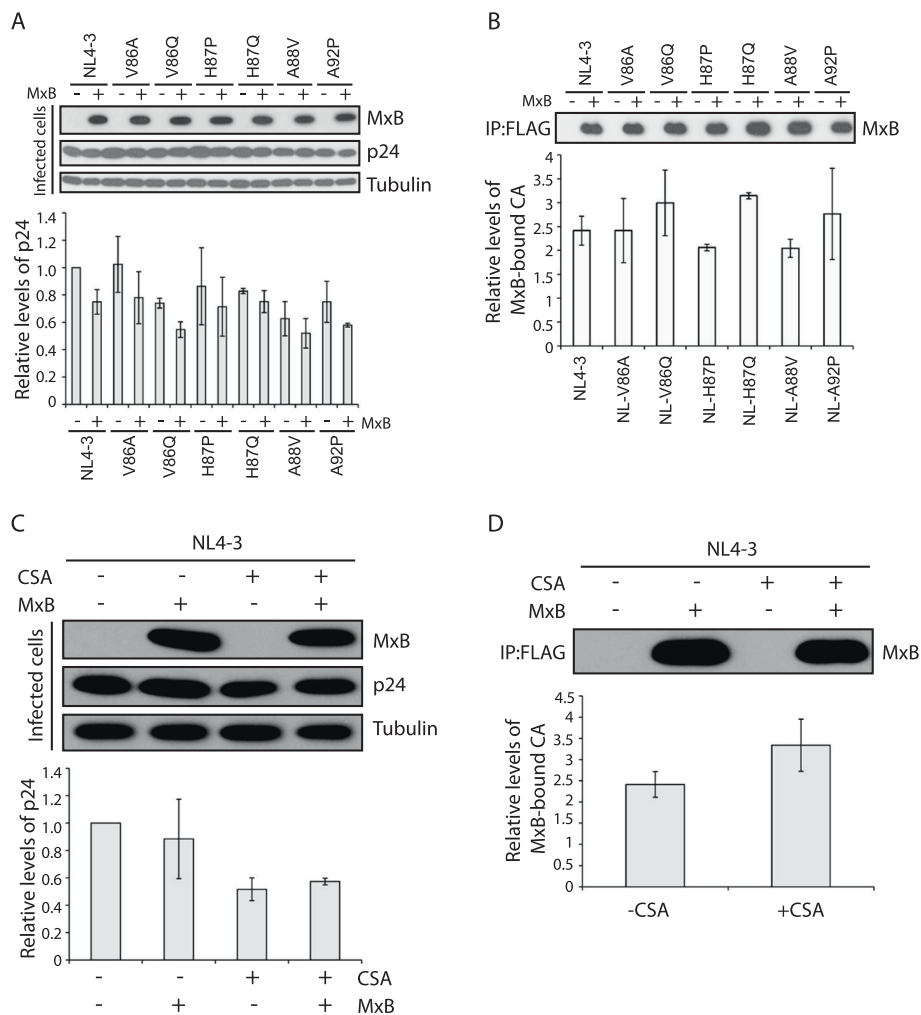 A
NL4-3 V86A V86Q H87P H87Q A88V A92P
MxB - + - + - + - + - + - + - +
Infected cells
MxB
p24
Tubulin
Relative levels of p24
1.4
1.2
1.0
0.8
0.6
0.4
0.2
0
- + - + - + - + - + - + - + MxB
NL4-3 V86A V86Q H87P H87Q A88V A92P
B
NL4-3 V86A V86Q H87P H87Q A88V A92P
MxB - + - + - + - + - + - + - +
IP:FLAG MxB
Relative levels of
MxB-bound CA
4
3.5
3
2.5
2
1.5
1
0.5
0
NL4-3 NL-V86A NL-V86Q NL-H87P NL-H87Q NL-A88V NL-A92P
C
NL4-3
CSA - - + +
MxB - + - +
Infected cells
MxB
p24
Tubulin
Relative levels of p24
1.4
1.2
1.0
0.8
0.6
0.4
0.2
0
- - + + CSA
- + - + MxB
D
NL4-3
CSA - - + +
MxB - + - +
IP:FLAG MxB
Relative levels of
MxB-bound CA
4.5
4
3.5
3
2.5
2
1.5
1
0.5
0
-CSA +CSA